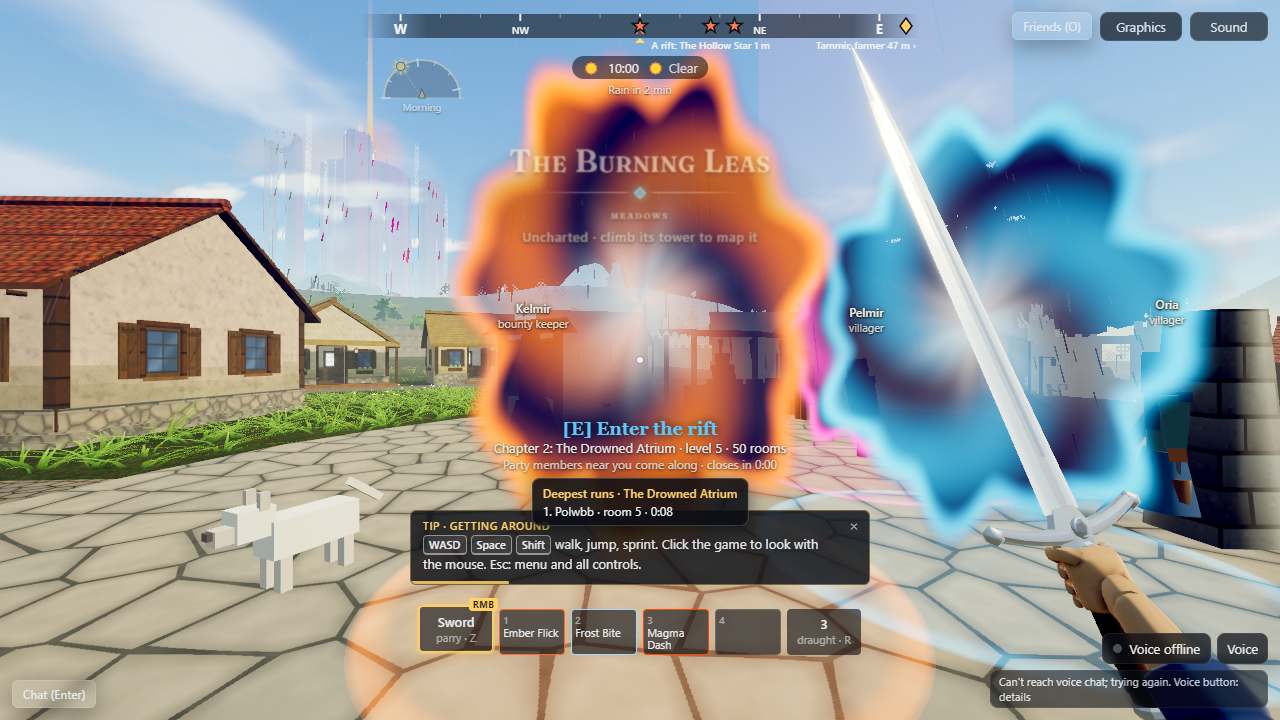 W
NW
NE
E
A rift: The Hollow Star 1 m
Tammic, farmer 47 m ›
Friends (O)
Graphics
Sound
10:00
Clear
Rain in 2 min
Morning
The Burning Leas
MEADOWS
Uncharted · climb its tower to map it
Kelmir
bounty keeper
Pelmir
villager
Oria
villager
[E] Enter the rift
Chapter 2: The Drowned Atrium · level 5 · 50 rooms
Party members near you come along · closes in 0:00
Deepest runs · The Drowned Atrium
1. Polwbb · room 5 · 0:08
TIP · GETTING AROUND
WASD Space Shift walk, jump, sprint. Click the game to look with
the mouse. Esc: menu and all controls.
RMB
Sword
parry · Z
1
Ember Flick
2
Frost Bite
3
Magma
Dash
4
3
draught · R
Voice offline
Voice
Can't reach voice chat; trying again. Voice button:
details
Chat (Enter)